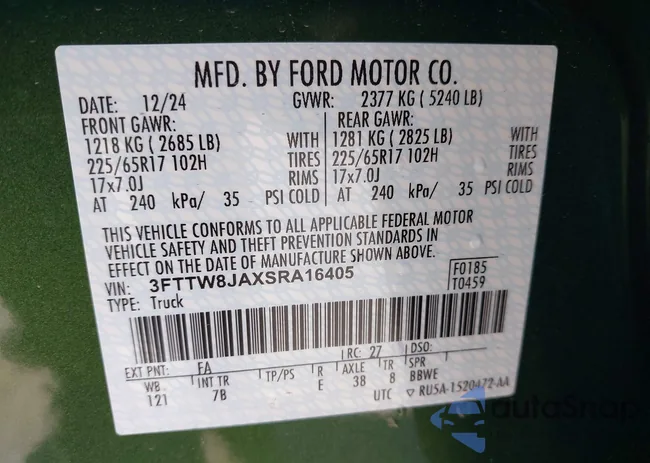 MFD. BY FORD MOTOR CO.
DATE: 12/24 GVWR: 2377 KG ( 5240 LB)
FRONT GAWR: REAR GAWR:
1218 KG ( 2685 LB) WITH 1281 KG ( 2825 LB) WITH
225/65R17 102H TIRES 225/65R17 102H TIRES
17x7.0J RIMS 17x7.0J RIMS
AT 240 kPa/ 35 PSI COLD AT 240 kPa/ 35 PSI COLD
THIS VEHICLE CONFORMS TO ALL APPLICABLE FEDERAL MOTOR
VEHICLE SAFETY AND THEFT PREVENTION STANDARDS IN
EFFECT ON THE DATE OF MANUFACTURE SHOWN ABOVE.
VIN: 3FTTW8JAXSRA16405 F0185
TYPE: Truck T0459
EXT PNT: FA RC: 27 DSO:
WB INT TR TP/PS R AXLE TR SPR
121 7B E 38 8 BBWE
UTC ▽ RU5A-1520472-AA
autoSnap